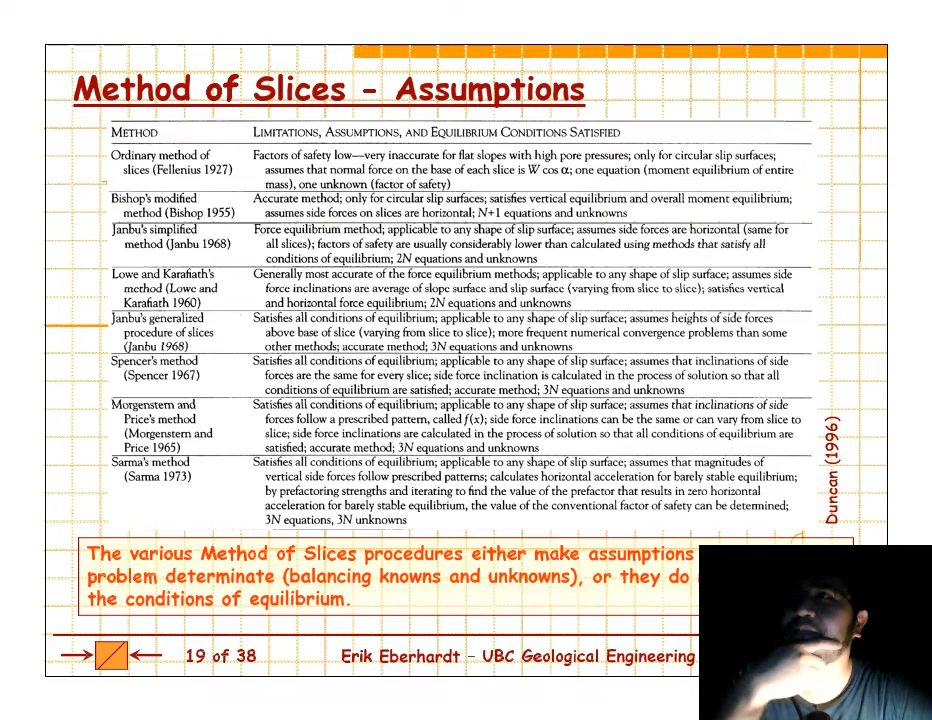 Method of Slices - Assumptions
METHOD LIMITATIONS, ASSUMPTIONS, AND EQUILIBRIUM CONDITIONS SATISFIED
Ordinary method of slices (Fellenius 1927)
Factors of safety low—very inaccurate for flat slopes with high pore pressures; only for circular slip surfaces;
assumes that normal force on the base of each slice is W cos α; one equation (moment equilibrium of entire
mass), one unknown (factor of safety)
Bishop's modified
method (Bishop 1955)
Accurate method; only for circular slip surfaces; satisfies vertical equilibrium and overall moment equilibrium;
assumes side forces on slices are horizontal; N+1 equations and unknowns
Janbu's simplified
method (Janbu 1968)
Force equilibrium method; applicable to any shape of slip surface; assumes side forces are horizontal (same for
all slices); factors of safety are usually considerably lower than calculated using methods that satisfy all
conditions of equilibrium; 2N equations and unknowns
Lowe and Karafiath's
method (Lowe and
Karafiath 1960)
Generally most accurate of the force equilibrium methods; applicable to any shape of slip surface; assumes side
force inclinations are average of slope surface and slip surface (varying from slice to slice); satisfies vertical
and horizontal force equilibrium; 2N equations and unknowns
Janbu's generalized
procedure of slices
(Janbu 1968)
Satisfies all conditions of equilibrium; applicable to any shape of slip surface; assumes heights of side forces
above base of slice (varying from slice to slice); more frequent numerical convergence problems than some
other methods; accurate method; 3N equations and unknowns
Spencer's method
(Spencer 1967)
Satisfies all conditions of equilibrium; applicable to any shape of slip surface; assumes that inclinations of side
forces are the same for every slice; side force inclination is calculated in the process of solution so that all
conditions of equilibrium are satisfied; accurate method; 3N equations and unknowns
Morgenstern and
Price's method
(Morgenstern and
Price 1965)
Satisfies all conditions of equilibrium; applicable to any shape of slip surface; assumes that inclinations of side
forces follow a prescribed pattern, called f(x); side force inclinations can be the same or can vary from slice to
slice; side force inclinations are calculated in the process of solution so that all conditions of equilibrium are
satisfied; accurate method; 3N equations and unknowns
Sarma's method
(Sarma 1973)
Satisfies all conditions of equilibrium; applicable to any shape of slip surface; assumes that magnitudes of
vertical side forces follow prescribed patterns; calculates horizontal acceleration for barely stable equilibrium;
by prefactoring strengths and iterating to find the value of the prefactor that results in zero horizontal
acceleration for barely stable equilibrium, the value of the conventional factor of safety can be determined;
3N equations, 3N unknowns
Duncan (1996)
The various Method of Slices procedures either make assumptions
problem determinate (balancing knowns and unknowns), or they do
the conditions of equilibrium.
19 of 38
Erik Eberhardt - UBC Geological Engineering